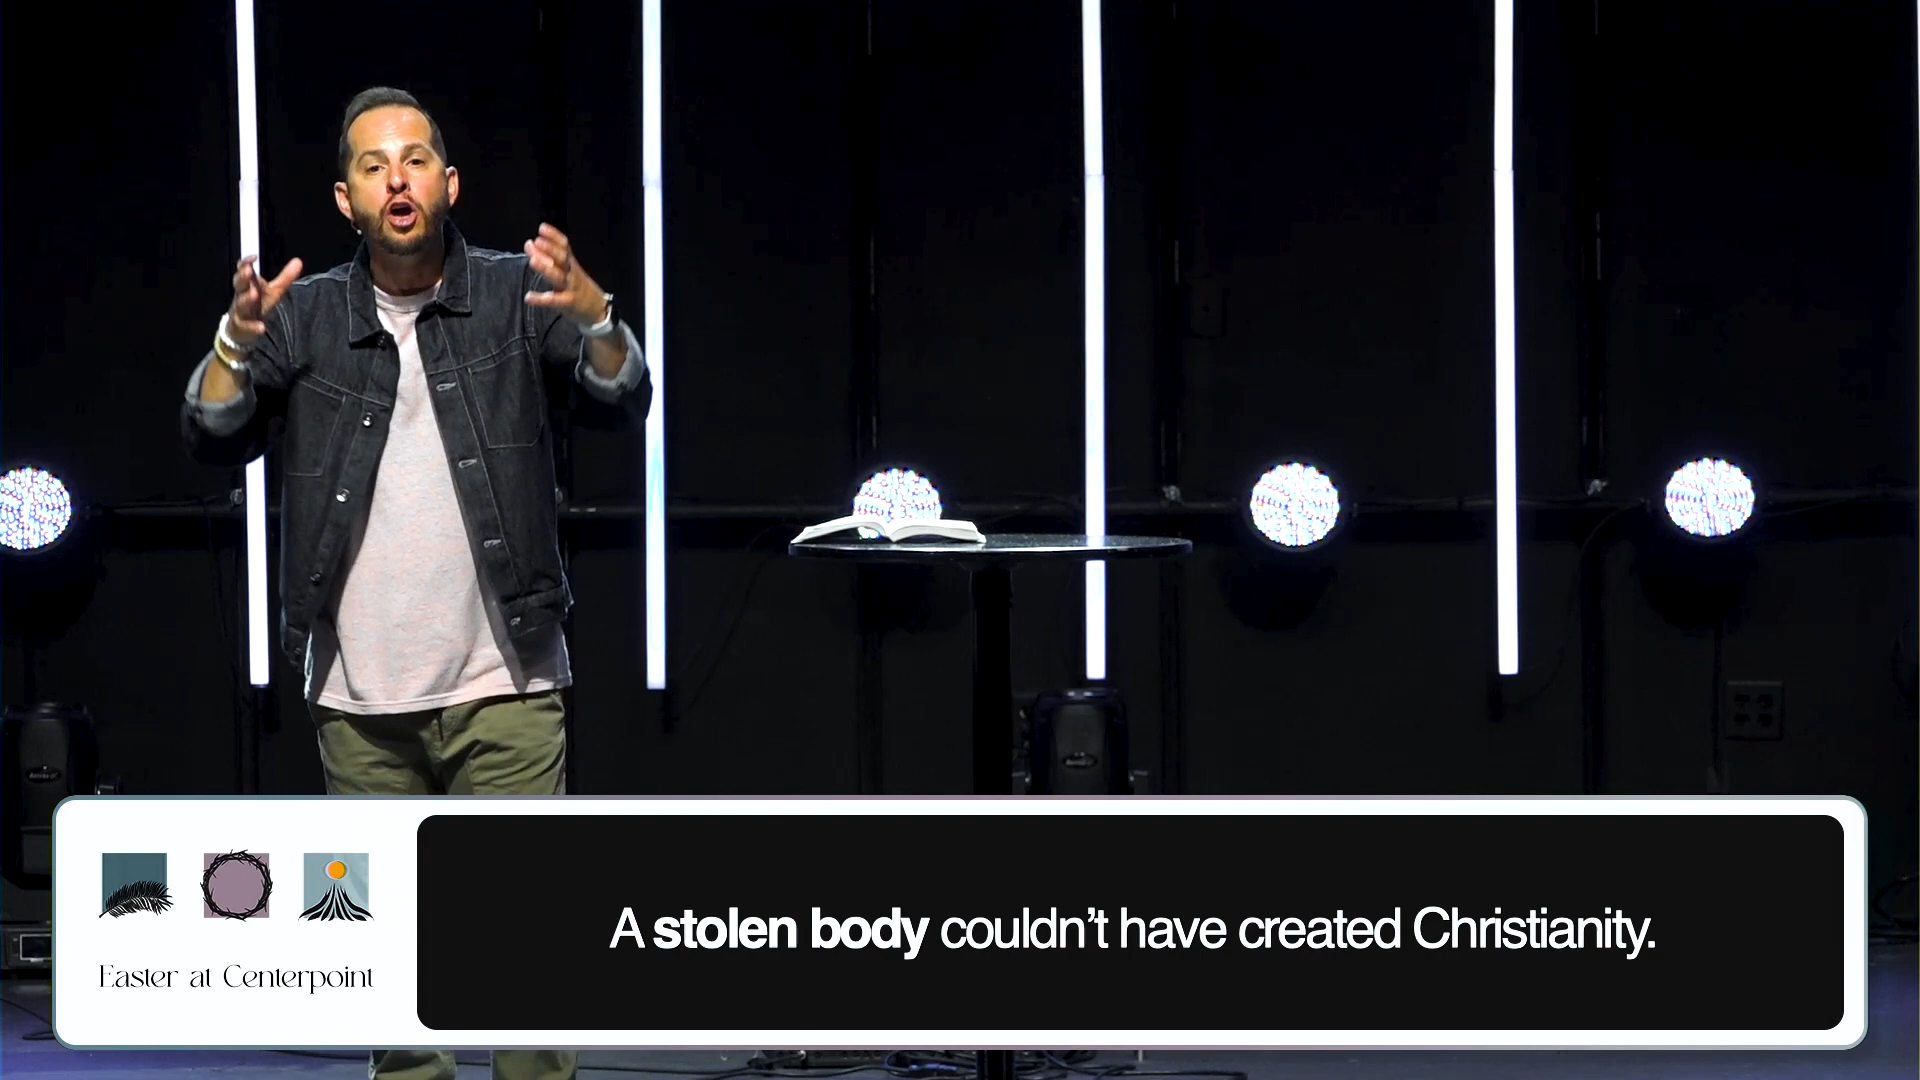 A stolen body couldn’t have created Christianity.
Easter at Centerpoint